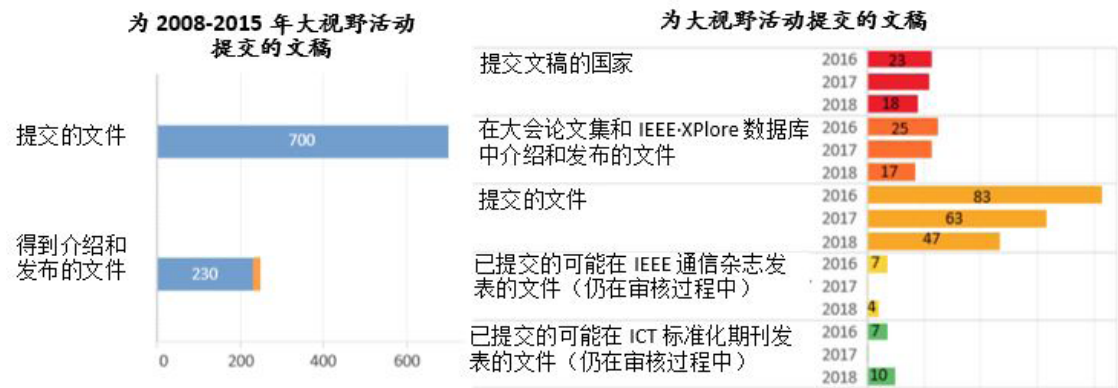 为 2008-2015 年大视野活动
提交的文稿
提交的文件
700
得到介绍和
发布的文件
230
0 200 400 600
为大视野活动提交的文稿
提交文稿的国家
2016 23
2017
2018 18
在大会论文集和 IEEE·XPlore 数据库
中介绍和发布的文件
2016 25
2017
2018 17
提交的文件
2016 83
2017 63
2018 47
已提交的可能在 IEEE 通信杂志发
表的文件（仍在审核过程中）
2016 7
2017
2018 4
已提交的可能在 ICT 标准化期刊发
表的文件（仍在审核过程中）
2016 7
2017
2018 10